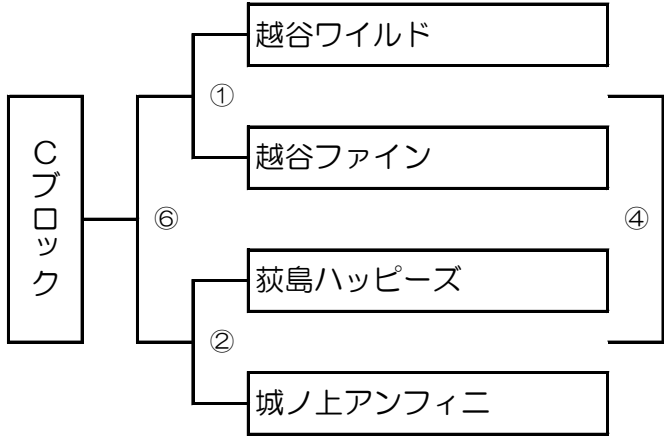 越谷ワイルド
①
越谷ファイン
Cブロック
⑥
④
荻島ハッピーズ
②
城ノ上アンフィニ